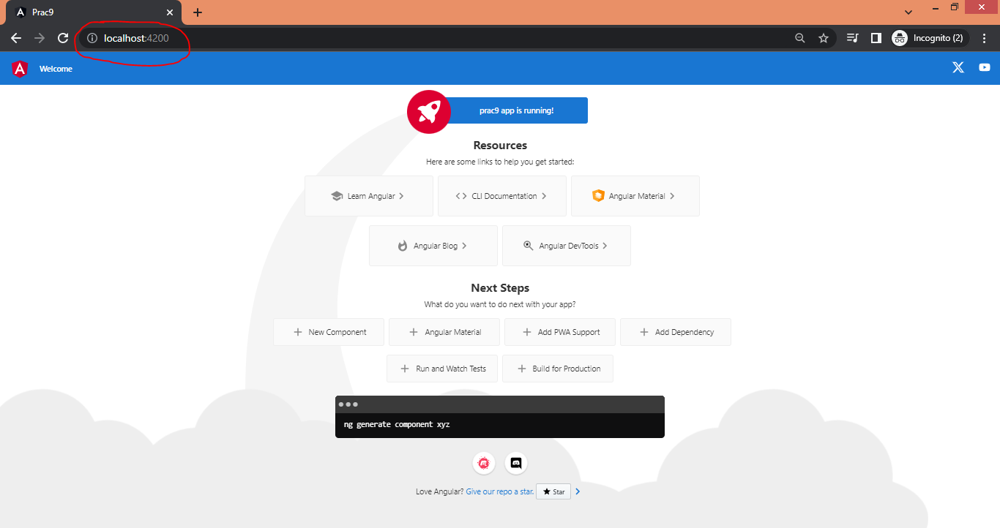 Prac9
localhost:4200
Incognito (2)
Welcome
prac9 app is running!
Resources
Here are some links to help you get started:
Learn Angular
CLI Documentation
Angular Material
Angular Blog
Angular DevTools
Next Steps
What do you want to do next with your app?
New Component
Angular Material
Add PWA Support
Add Dependency
Run and Watch Tests
Build for Production
ng generate component xyz
Love Angular? Give our repo a star. Star